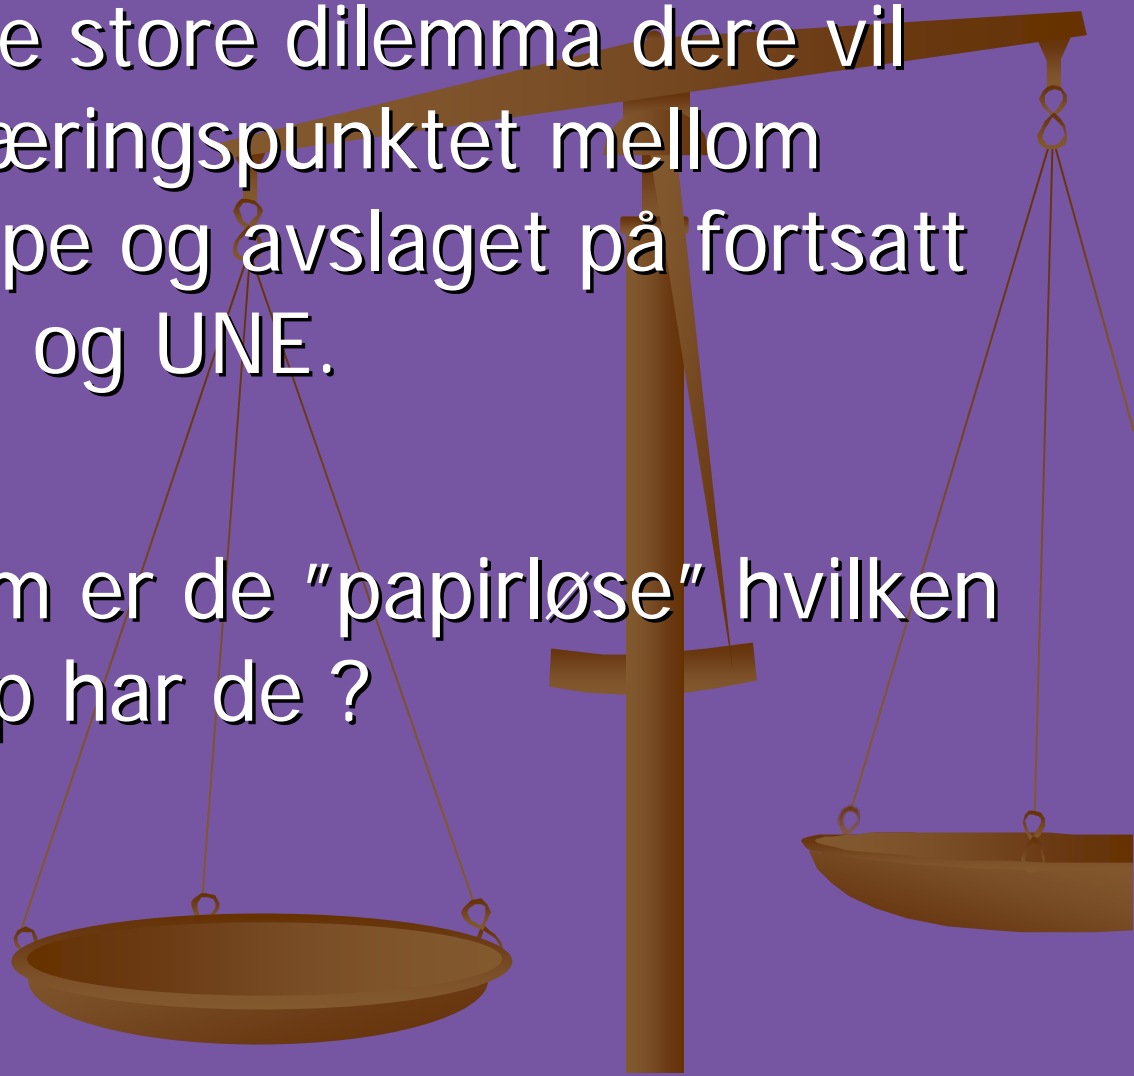 e store dilemma dere vil
æringspunktet mellom
pe og avslaget på fortsatt
og UNE.
m er de ”papirløse” hvilken
p har de ?